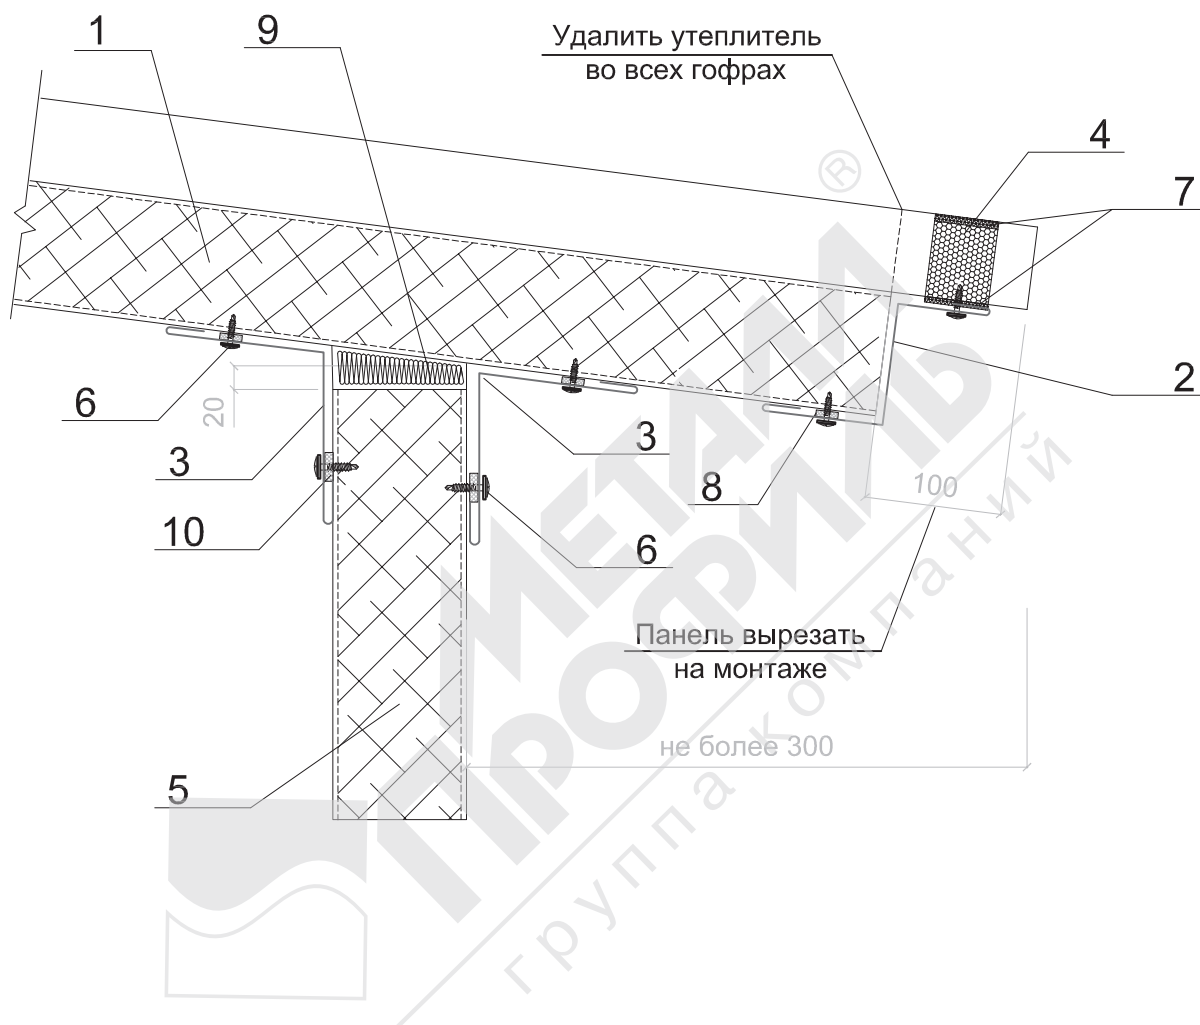 1
9
Удалить утеплитель
во всех гофрах
4
®
7
2
6
20
3
3
8
100
10
6
МЕТАЛЛ
ПРОФИЛЬ
группа компаний
Панель вырезать
на монтаже
не более 300
5